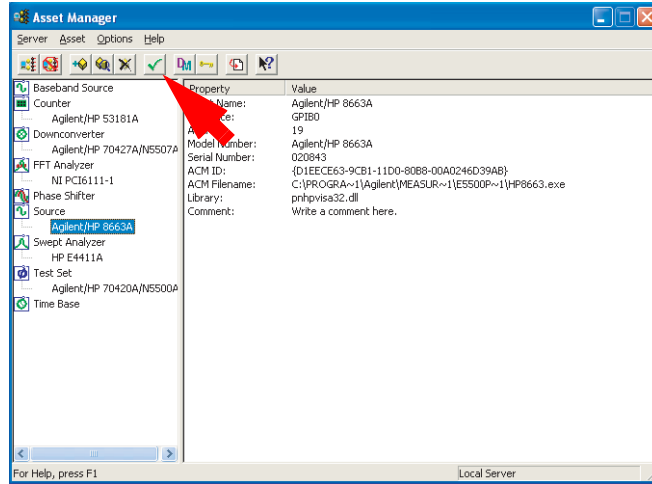 Asset Manager
Server Asset Options Help
Baseband Source
Counter
Agilent/HP 53181A
Downconverter
Agilent/HP 70427A/N5507A
FFT Analyzer
NI PCI6111-1
Phase Shifter
Source
Agilent/HP 8663A
Swept Analyzer
HP E4411A
Test Set
Agilent/HP 70420A/N5500A
Time Base
Property Value
Name: Agilent/HP 8663A
GPIB0
19
Model Number: Agilent/HP 8663A
Serial Number: 020843
ACM ID: {D1EECE63-9CB1-11D0-80B8-00A0246D39AB}
ACM Filename: C:\PROGRA~1\Agilent\MEASUR~1\E5500P~1\HP8663.exe
Library: pnhpvisa32.dll
Comment: Write a comment here.
For Help, press F1
Local Server